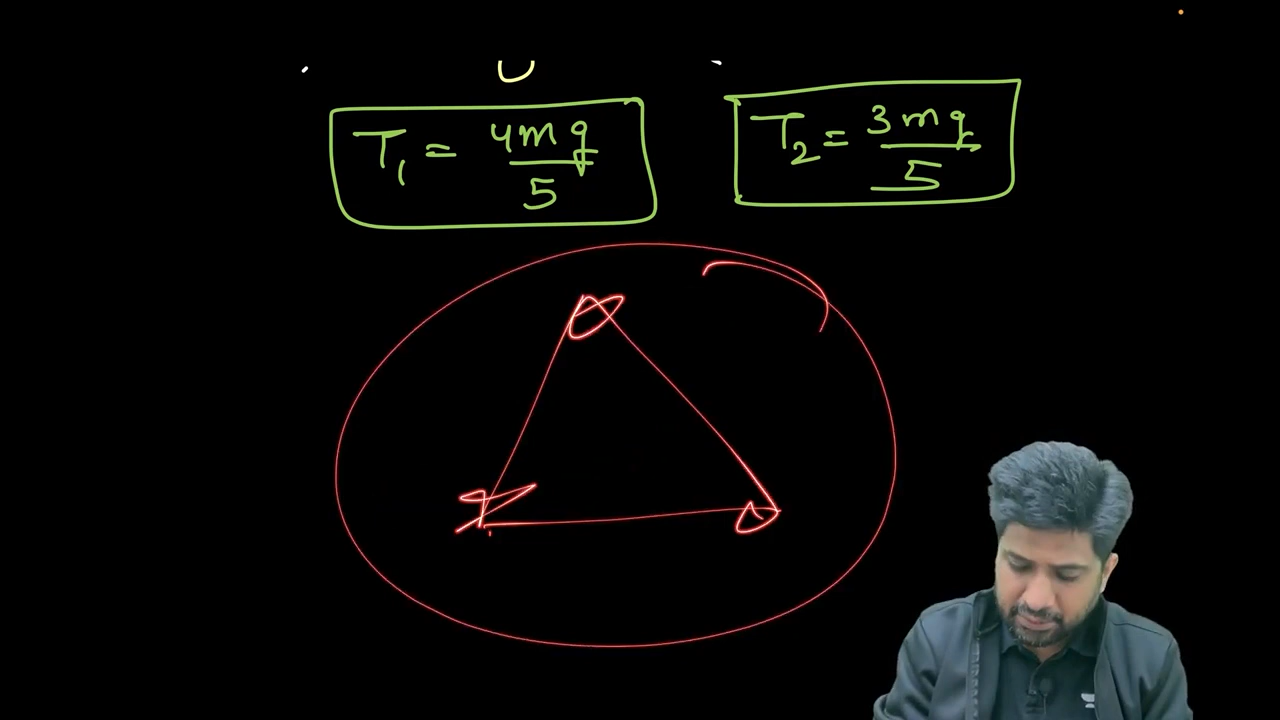 T₁ = 4mg/5
T₂ = 3mg/5